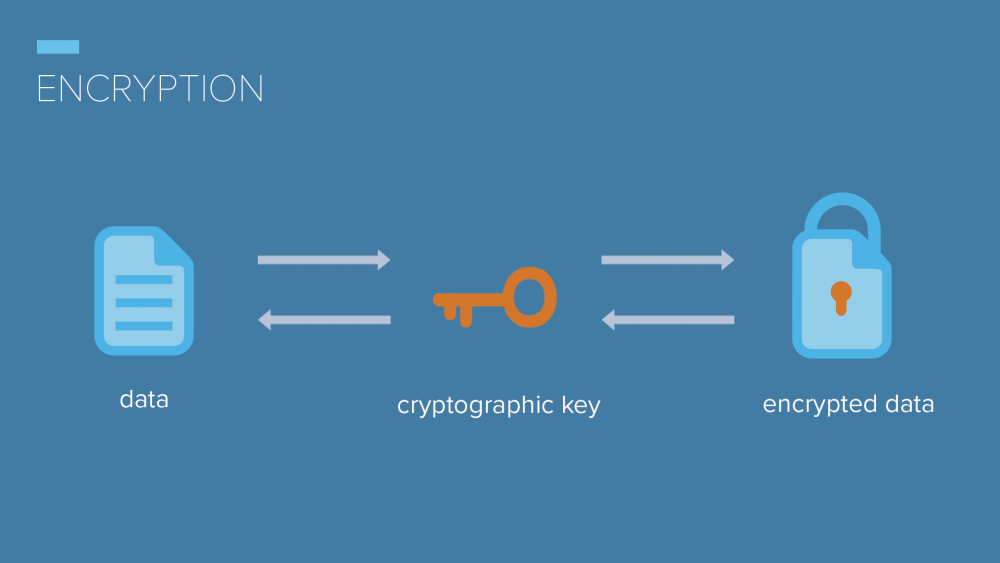 ENCRYPTION
data
cryptographic key
encrypted data